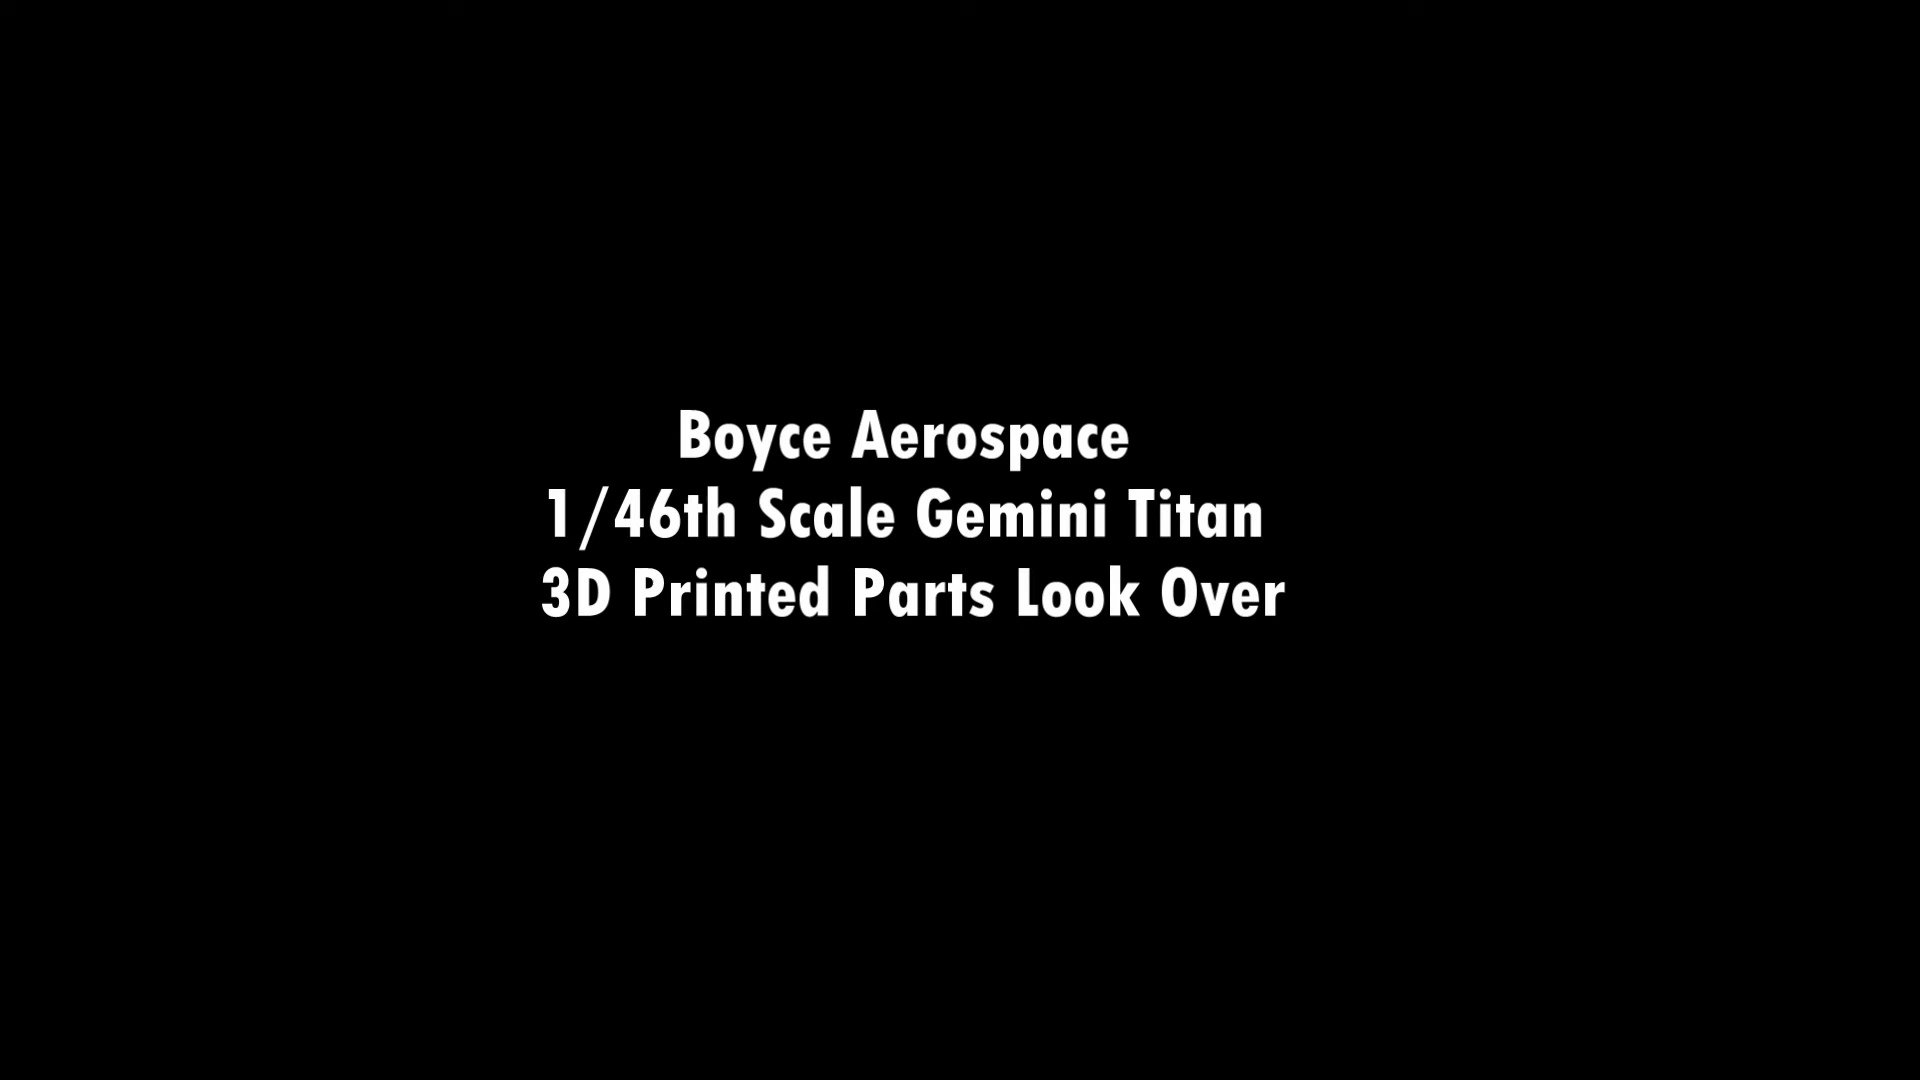 Boyce Aerospace
1/46th Scale Gemini Titan
3D Printed Parts Look Over